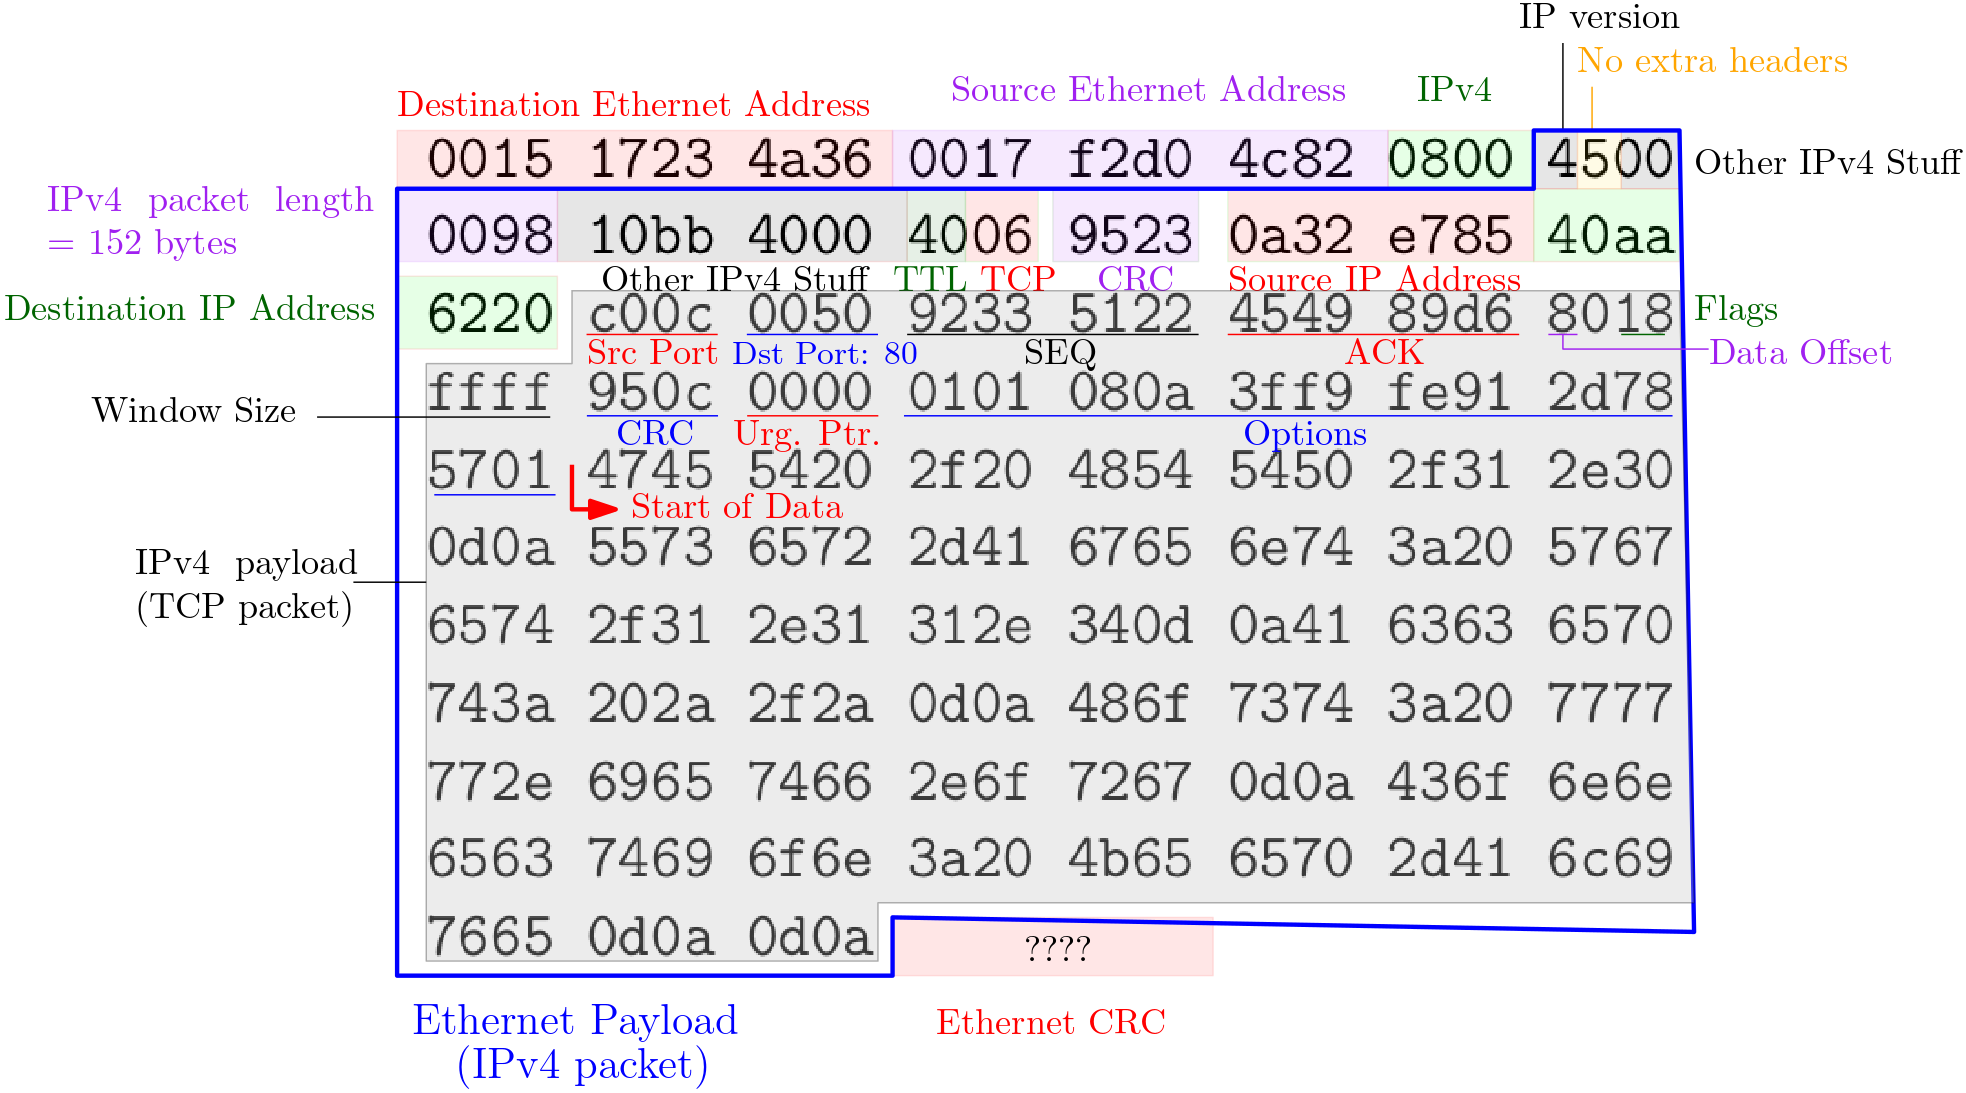 IP version
No extra headers
Destination Ethernet Address
Source Ethernet Address
IPv4
0015 1723 4a36 0017 f2d0 4c82 0800 4500
Other IPv4 Stuff
IPv4 packet length
= 152 bytes
0098 10bb 4000 4006 9523 0a32 e785 40aa
Other IPv4 Stuff TTL TCP CRC Source IP Address
Destination IP Address
6220 c00c 0050 9233 5122 4549 89d6 8018
Flags
Src Port Dst Port: 80 SEQ ACK
Data Offset
Window Size
ffff 950c 0000 0101 080a 3ff9 fe91 2d78
CRC Urg. Ptr. Options
5701 4745 5420 2f20 4854 5450 2f31 2e30
Start of Data
0d0a 5573 6572 2d41 6765 6e74 3a20 5767
IPv4 payload
(TCP packet)
6574 2f31 2e31 312e 340d 0a41 6363 6570
743a 202a 2f2a 0d0a 486f 7374 3a20 7777
772e 6965 7466 2e6f 7267 0d0a 436f 6e6e
6563 7469 6f6e 3a20 4b65 6570 2d41 6c69
7665 0d0a 0d0a
????
Ethernet Payload
(IPv4 packet)
Ethernet CRC